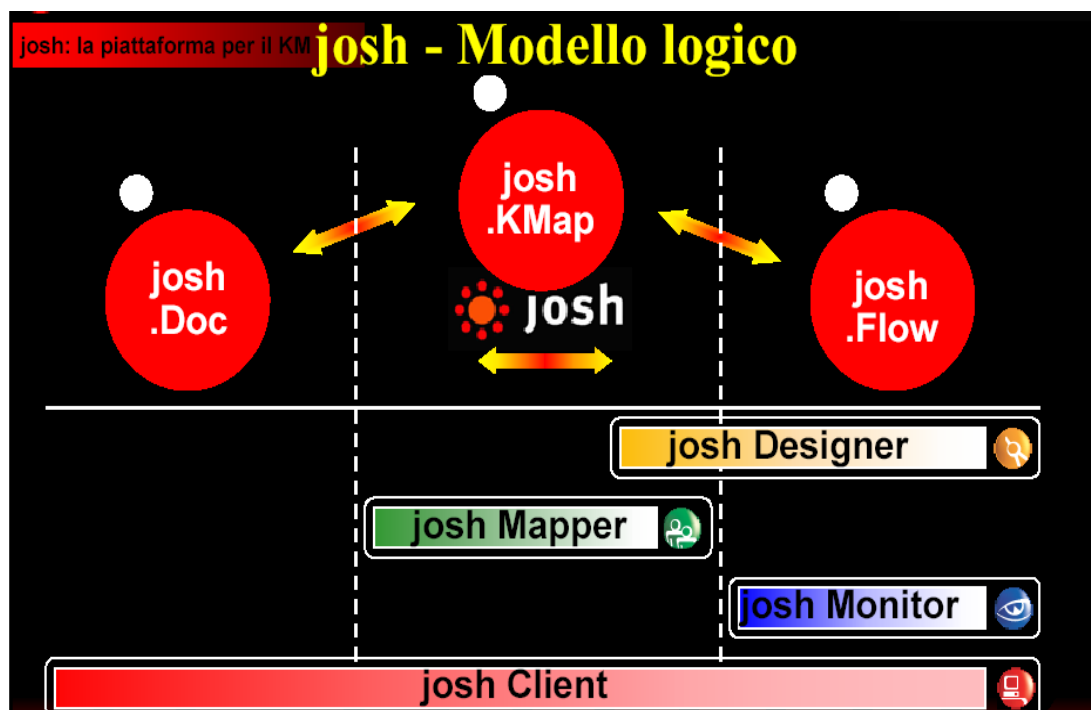 josh: la piattaforma per il KM
josh - Modello logico
josh
.KMap
josh
.Doc
josh
josh
.Flow
josh Designer
josh Mapper
josh Monitor
josh Client